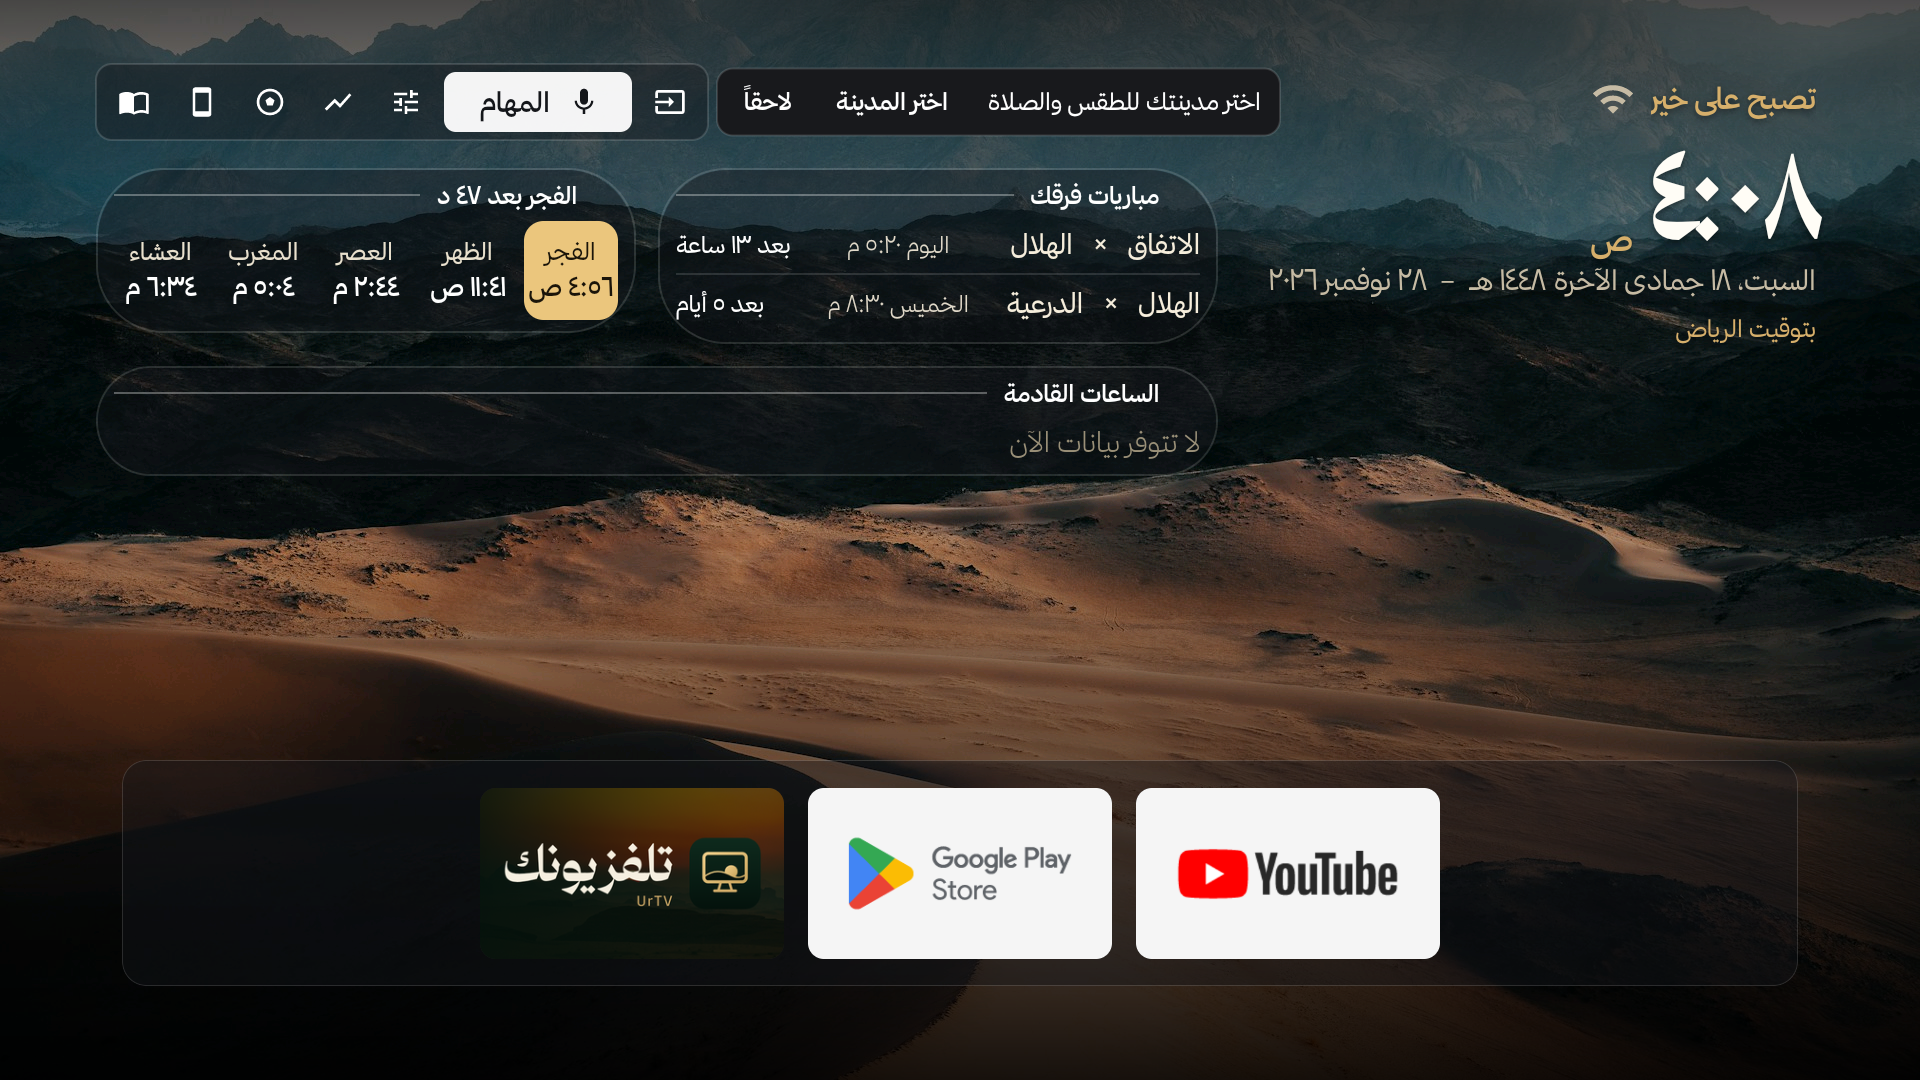 تصبح على خير
٤:٠٨ ص
السبت، ١٨ جمادى الآخرة ١٤٤٨ هـ – ٢٨ نوفمبر ٢٠٢٦
بتوقيت الرياض
اختر مدينتك للطقس والصلاة اختر المدينة لاحقاً
المهام
مباريات فرقك
الاتفاق × الهلال اليوم ٥:٢٠ م بعد ١٣ ساعة
الهلال × الدرعية الخميس ٨:٣٠ م بعد ٥ أيام
الفجر بعد ٤٧ د
الفجر الظهر العصر المغرب العشاء
٤:٥٦ ص ١١:٤١ ص ٢:٤٤ م ٥:٠٤ م ٦:٣٤ م
الساعات القادمة
لا تتوفر بيانات الآن
YouTube
Google Play
Store
تلفزيونك
UrTV